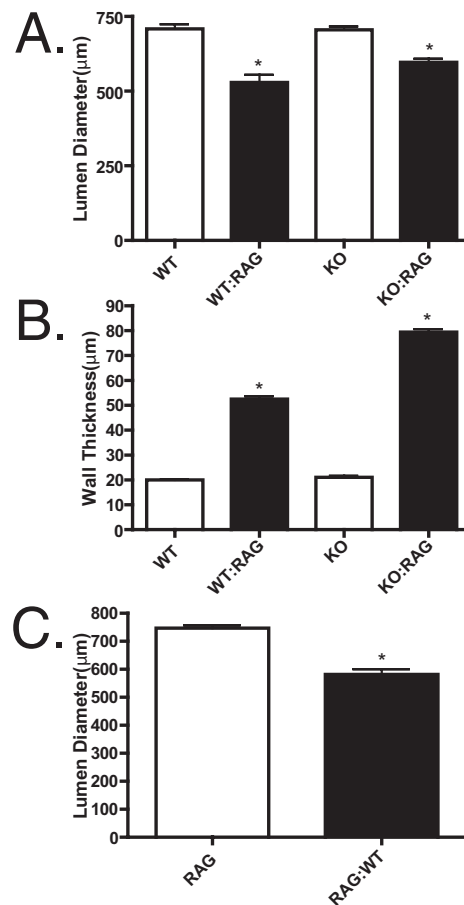 A.
Lumen Diameter(µm)
750
500
250
0
*
*
WT
WT:RAG
KO
KO:RAG
B.
Wall Thickness(µm)
90
80
70
60
50
40
30
20
10
0
*
*
WT
WT:RAG
KO
KO:RAG
C.
Lumen Diameter(µm)
800
700
600
500
400
300
200
100
0
*
RAG
RAG:WT